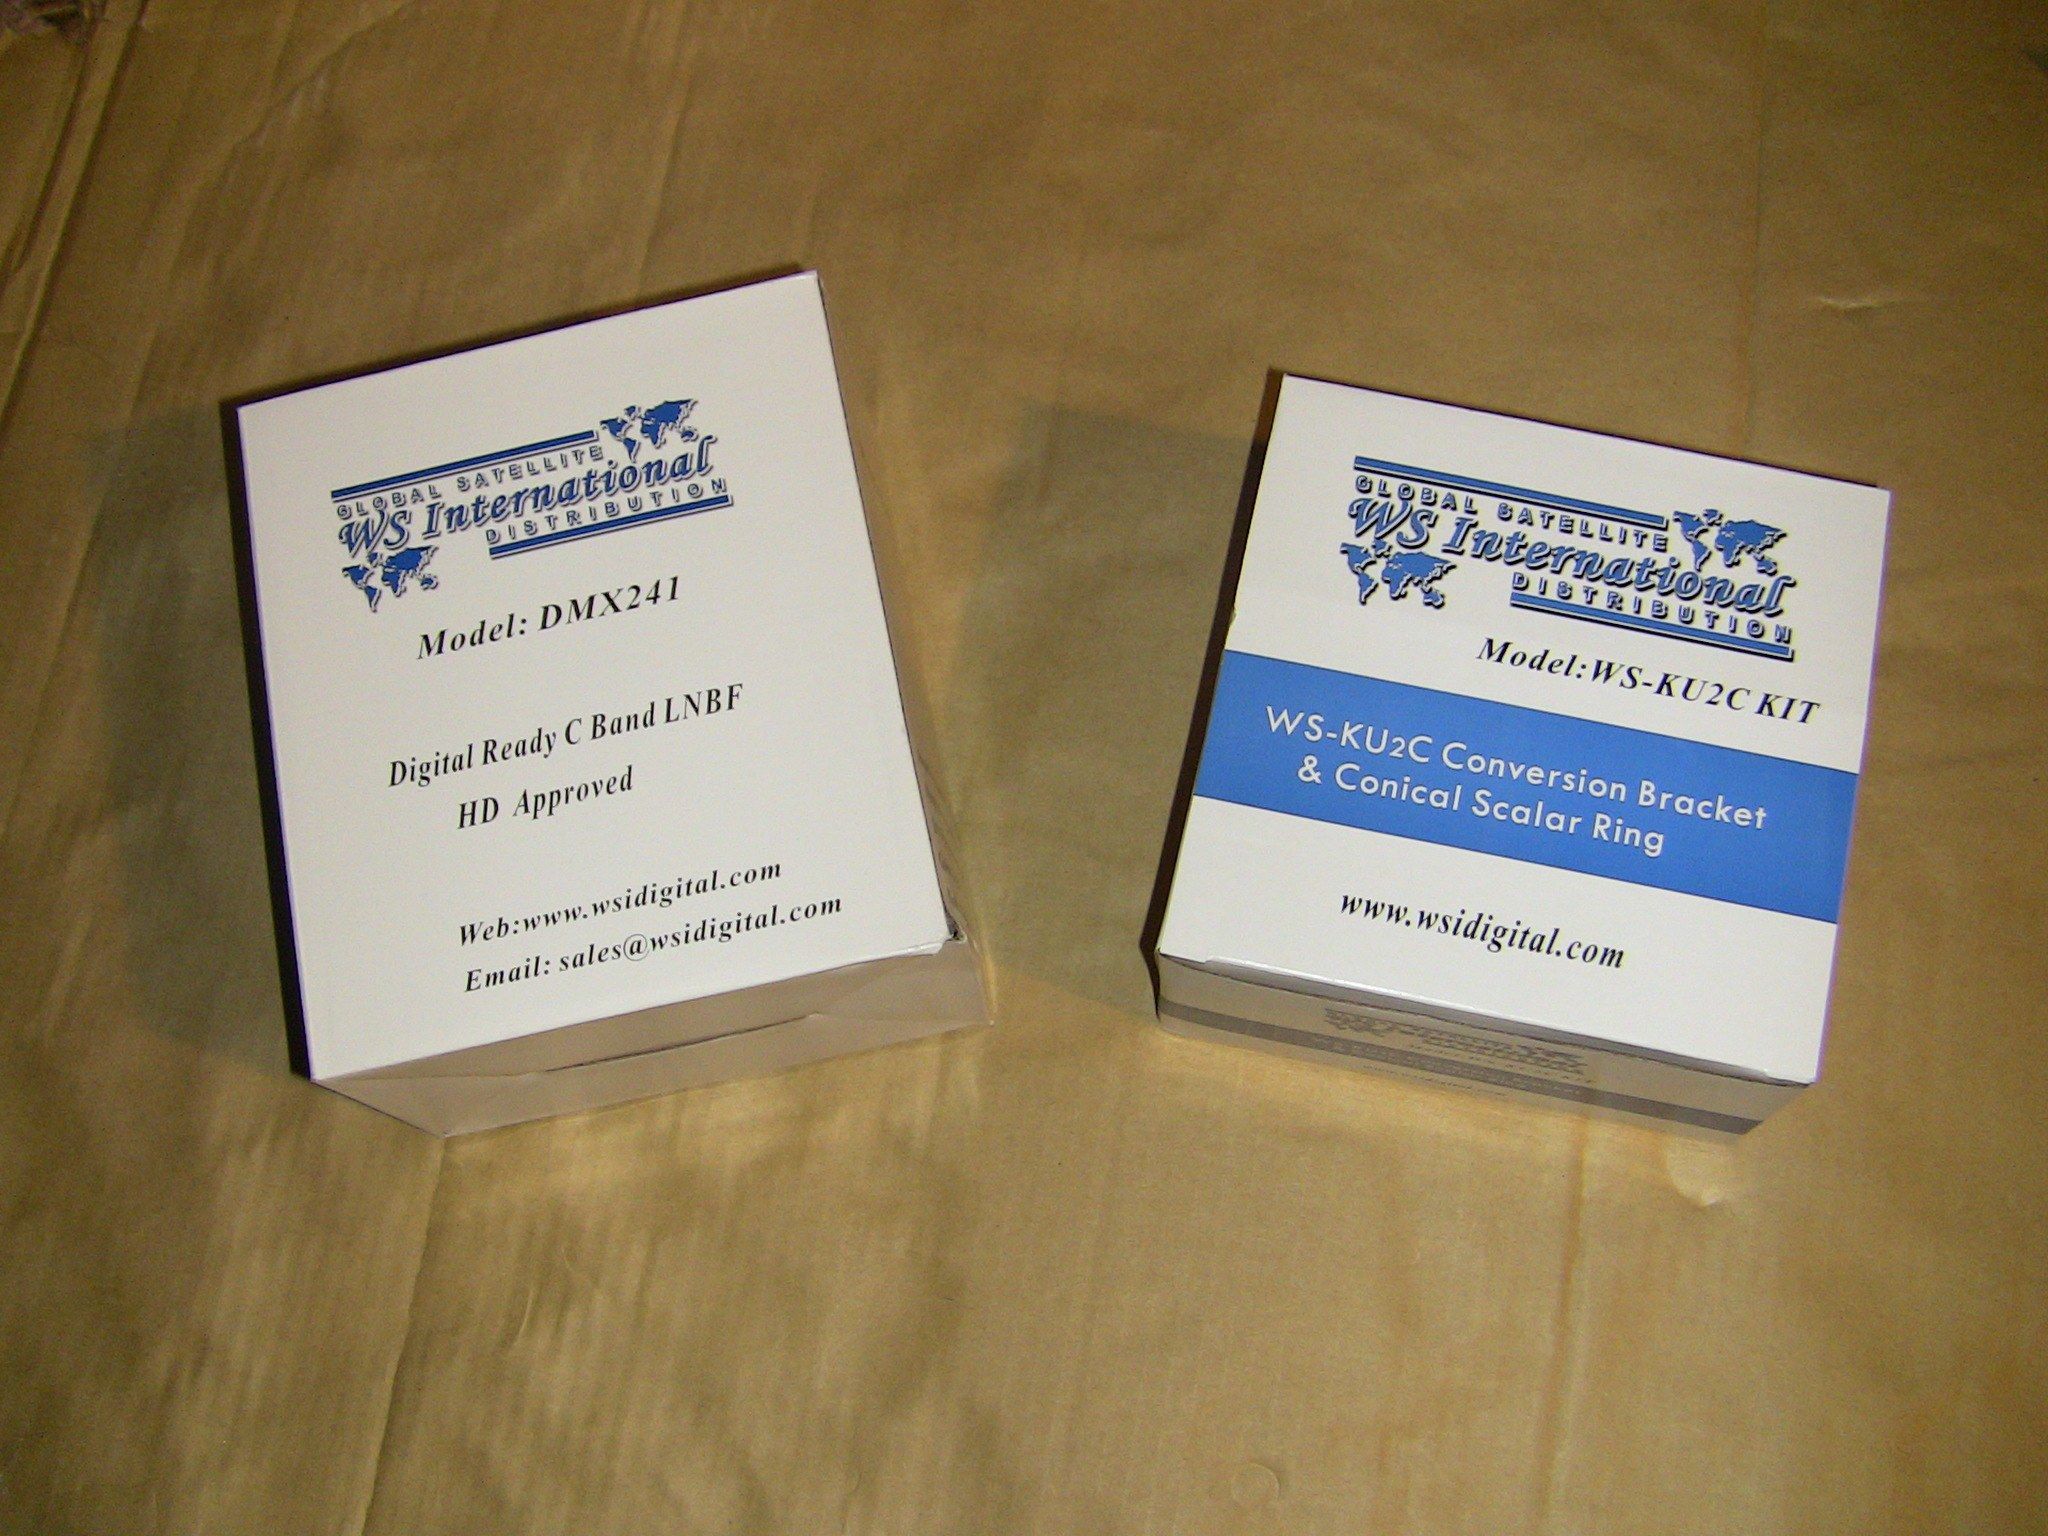 GLOBAL SATELLITE
WS International
DISTRIBUTION
Model: DMX241
Digital Ready C Band LNBF
HD Approved
Web:www.wsidigital.com
Email: sales@wsidigital.com
GLOBAL SATELLITE
WS International
DISTRIBUTION
Model:WS-KU2C KIT
WS-KU2C Conversion Bracket
& Conical Scalar Ring
www.wsidigital.com